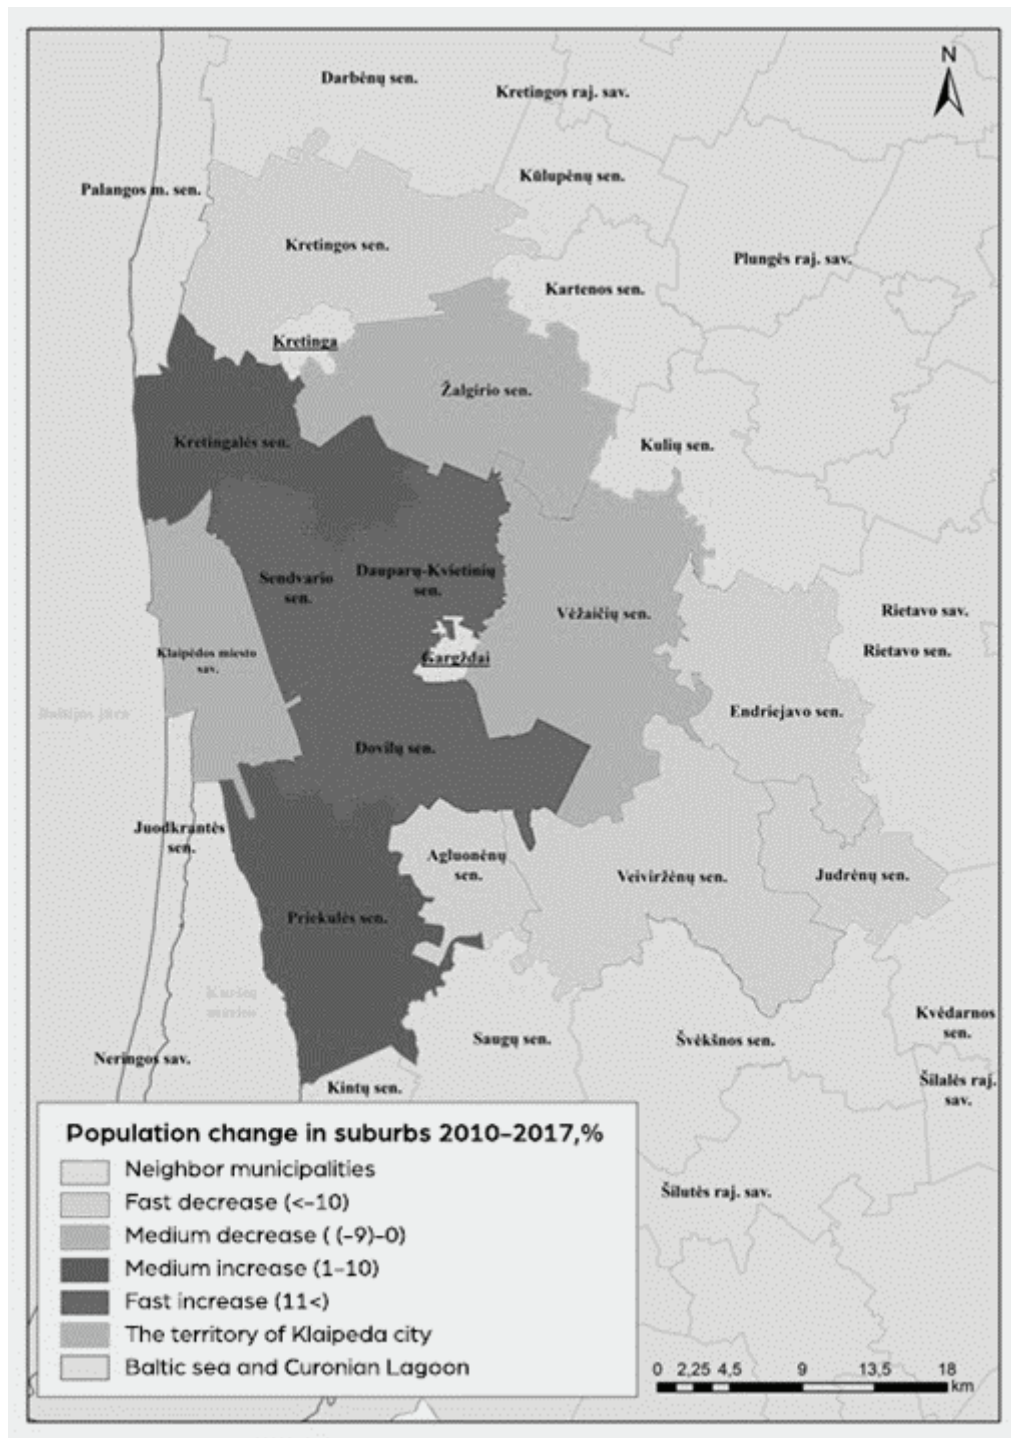 N
Darbėnų sen.
Kretingos raj. sav.
Kūlupėnų sen.
Palangos m. sen.
Kretingos sen.
Plungės raj. sav.
Kartenos sen.
Kretinga
Žalgirio sen.
Kretingalės sen.
Kulių sen.
Sendvario
sen.
Dauparų-Kvietinių
sen.
Vėžaičių sen.
Rietavo sav.
Klaipėdos miesto
sav.
Gargždai
Rietavo sen.
Baltijos jūra
Endriejavo sen.
Dovilų sen.
Juodkrantės
sen.
Agluonėnų
sen.
Veiviržėnų sen.
Judrėnų sen.
Priekulės sen.
Kuršių
marios
Neringos sav.
Saugų sen.
Švėkšnos sen.
Kvėdarnos
sen.
Kintų sen.
Šilalės raj.
sav.
Šilutės raj. sav.
Population change in suburbs 2010–2017,%
Neighbor municipalities
Fast decrease (<-10)
Medium decrease ( (-9)-0)
Medium increase (1-10)
Fast increase (11<)
The territory of Klaipeda city
Baltic sea and Curonian Lagoon
0 2,25 4,5 9 13,5 18
km